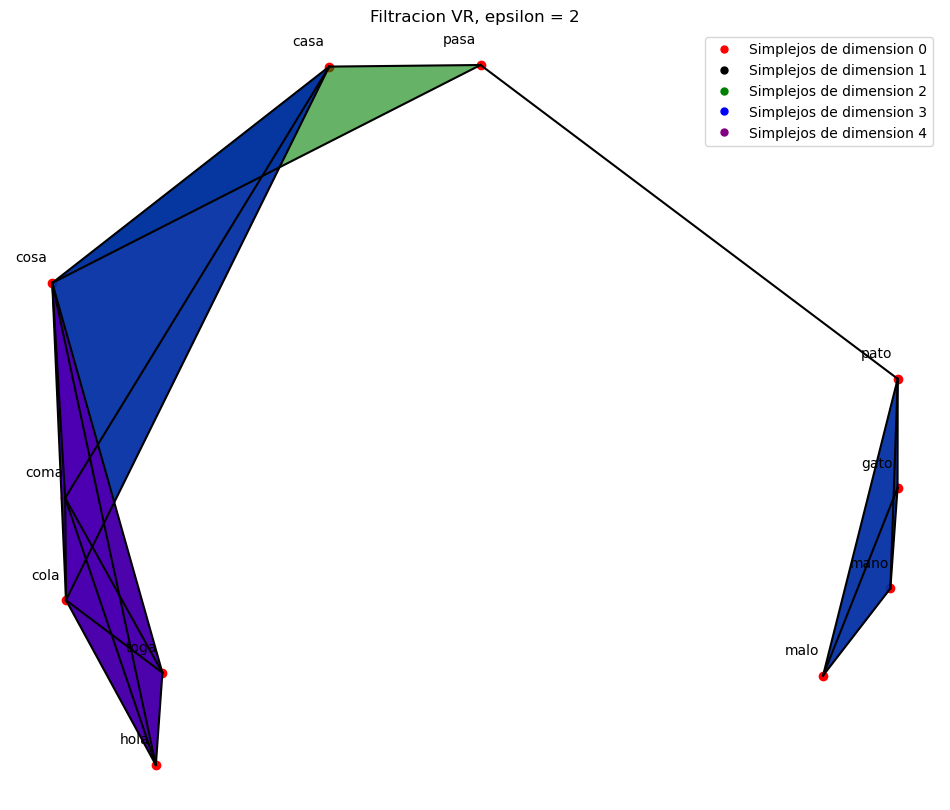 Filtracion VR, epsilon = 2
casa
pasa
Simplejos de dimension 0
Simplejos de dimension 1
Simplejos de dimension 2
Simplejos de dimension 3
Simplejos de dimension 4
cosa
pato
coma
gato
cola
mano
toga
malo
hola